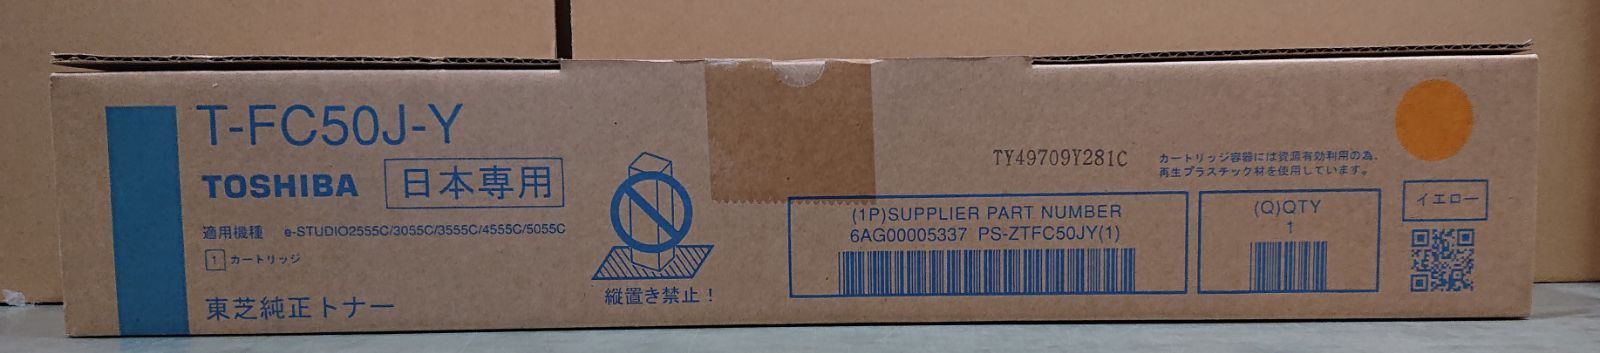 T-FC50J-Y
TOSHIBA 日本専用
適用機種 e-STUDIO2555C/3055C/3555C/4555C/5055C
1 カートリッジ
東芝純正トナー
縦置き禁止！
TY49709Y281C
カートリッジ容器には資源有効利用の為、
再生プラスチック材を使用しています。
(1P)SUPPLIER PART NUMBER
6AG00005337 PS-ZTFC50JY(1)
(Q)QTY
1
イエロー